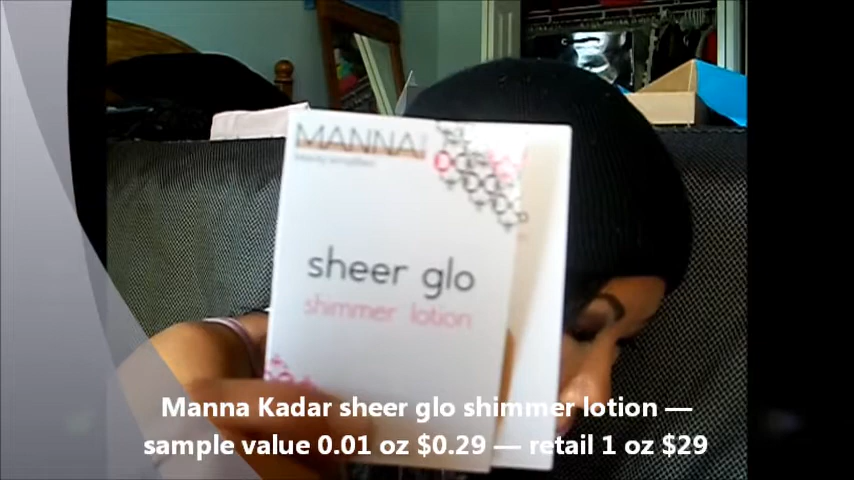 MANNA
sheer glo
shimmer lotion
Manna Kadar sheer glo shimmer lotion —
sample value 0.01 oz $0.29 — retail 1 oz $29